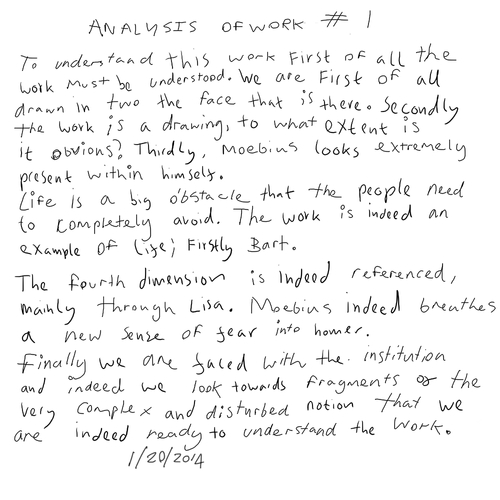 ANALYSIS OF WORK # 1
To understand this work First of all the
work must be understood. We are First of all
drawn in two the face that is there. Secondly
the work is a drawing, to what extent is
it obvious? Thirdly, Moebius looks extremely
present within himself.
Life is a big obstacle that the people need
to completely avoid. The work is indeed an
example of life; Firstly Bart.
The fourth dimension is indeed referenced,
mainly through Lisa. Moebius indeed breathes
a new sense of fear into homer.
Finally we are faced with the institution
and indeed we look towards fragments of the
very complex and disturbed notion that we
are indeed ready to understand the work.
1/20/2014